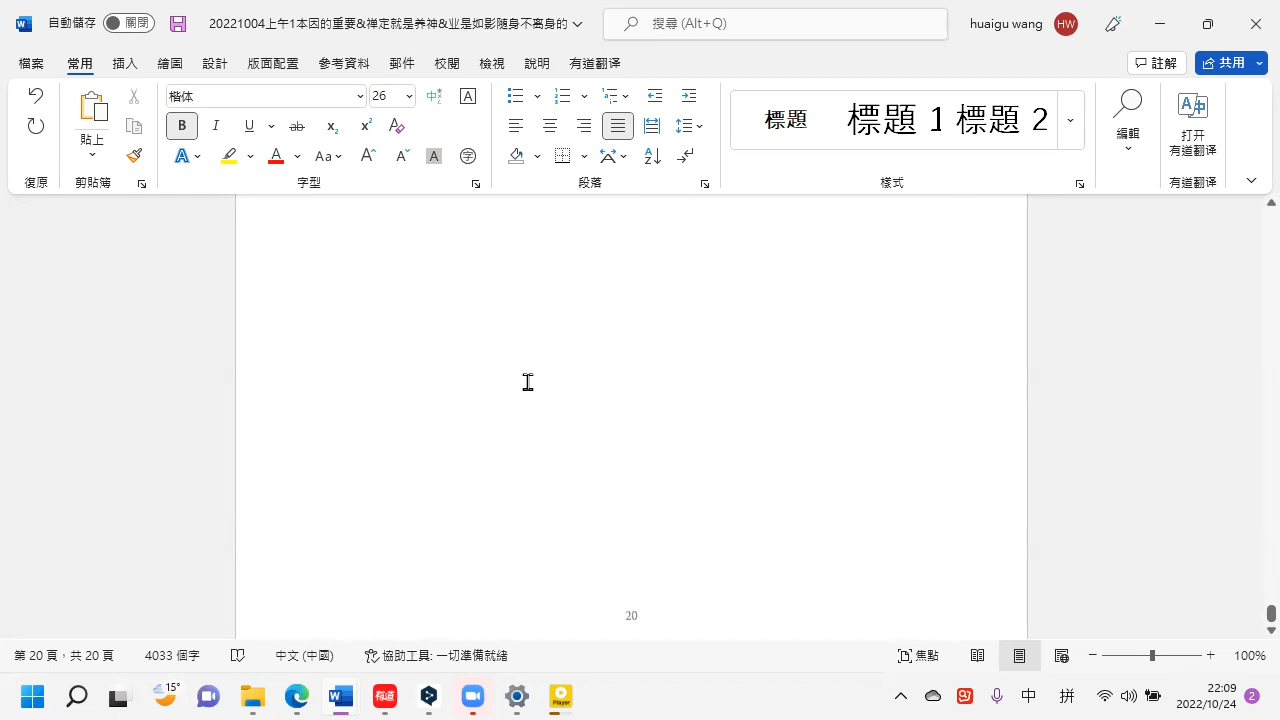 自動儲存 關閉 20221004上午1本因的重要&禅定就是养神&业是如影随身不离身的 搜尋 (Alt+Q) huaigu wang HW
檔案 常用 插入 繪圖 設計 版面配置 參考資料 郵件 校閱 檢視 說明 有道翻译 註解 共用
楷体 26 A
貼上 B I U ab x₂ x² A 標題 標題 1 標題 2 編輯 打开
有道翻译
A A Aa A A A 字
復原 剪貼簿 字型 段落 樣式 有道翻译
20
第 20 頁，共 20 頁 4033 個字 中文 (中國) 協助工具: 一切準備就緒 焦點 100%
15° 有道 Player 中 拼 22:09
2022/10/24 2